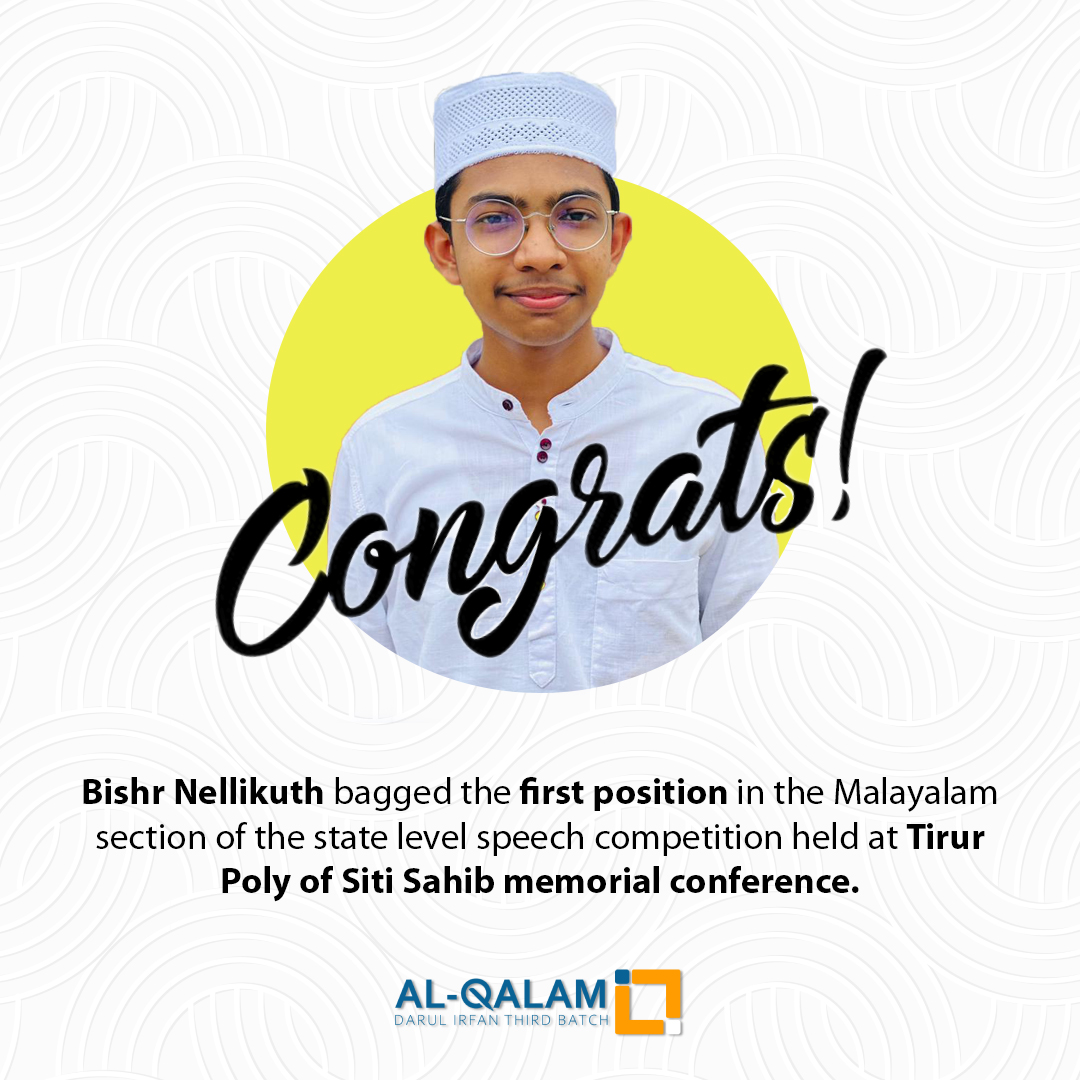 Congrats!
Bishr Nellikuth bagged the first position in the Malayalam
section of the state level speech competition held at Tirur
Poly of Siti Sahib memorial conference.
AL-QALAM
DARUL IRFAN THIRD BATCH